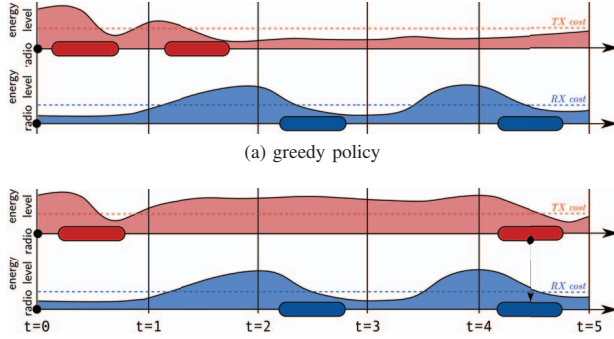 energy level
radio
TX cost
energy level
radio
RX cost
(a) greedy policy
energy level
radio
TX cost
energy level
radio
RX cost
t=0 t=1 t=2 t=3 t=4 t=5